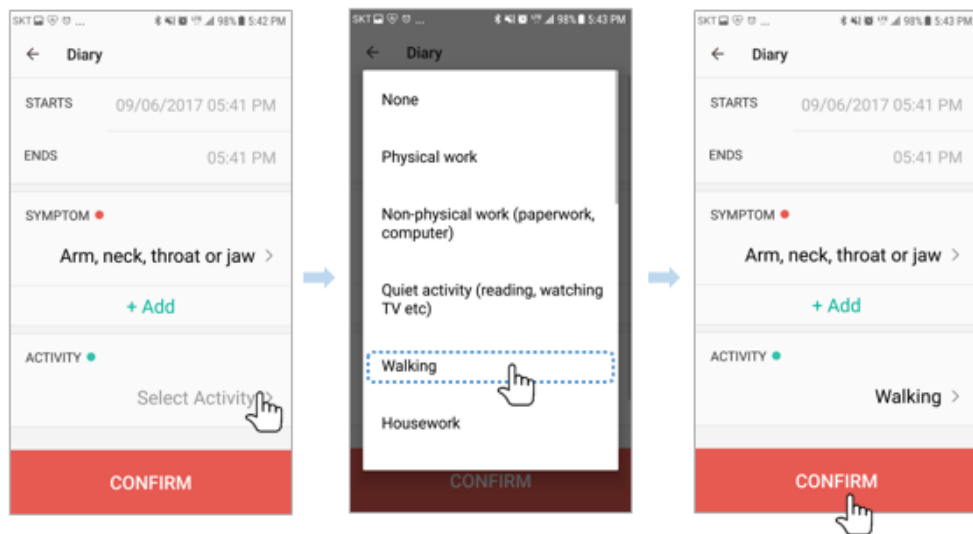 SKT ... 98% 5:42 PM
← Diary
STARTS 09/06/2017 05:41 PM
ENDS 05:41 PM
SYMPTOM
Arm, neck, throat or jaw >
+ Add
ACTIVITY
Select Activity
CONFIRM
SKT ... 98% 5:43 PM
← Diary
None
Physical work
Non-physical work (paperwork,
computer)
Quiet activity (reading, watching
TV etc)
Walking
Housework
CONFIRM
SKT ... 98% 5:43 PM
← Diary
STARTS 09/06/2017 05:41 PM
ENDS 05:41 PM
SYMPTOM
Arm, neck, throat or jaw >
+ Add
ACTIVITY
Walking >
CONFIRM